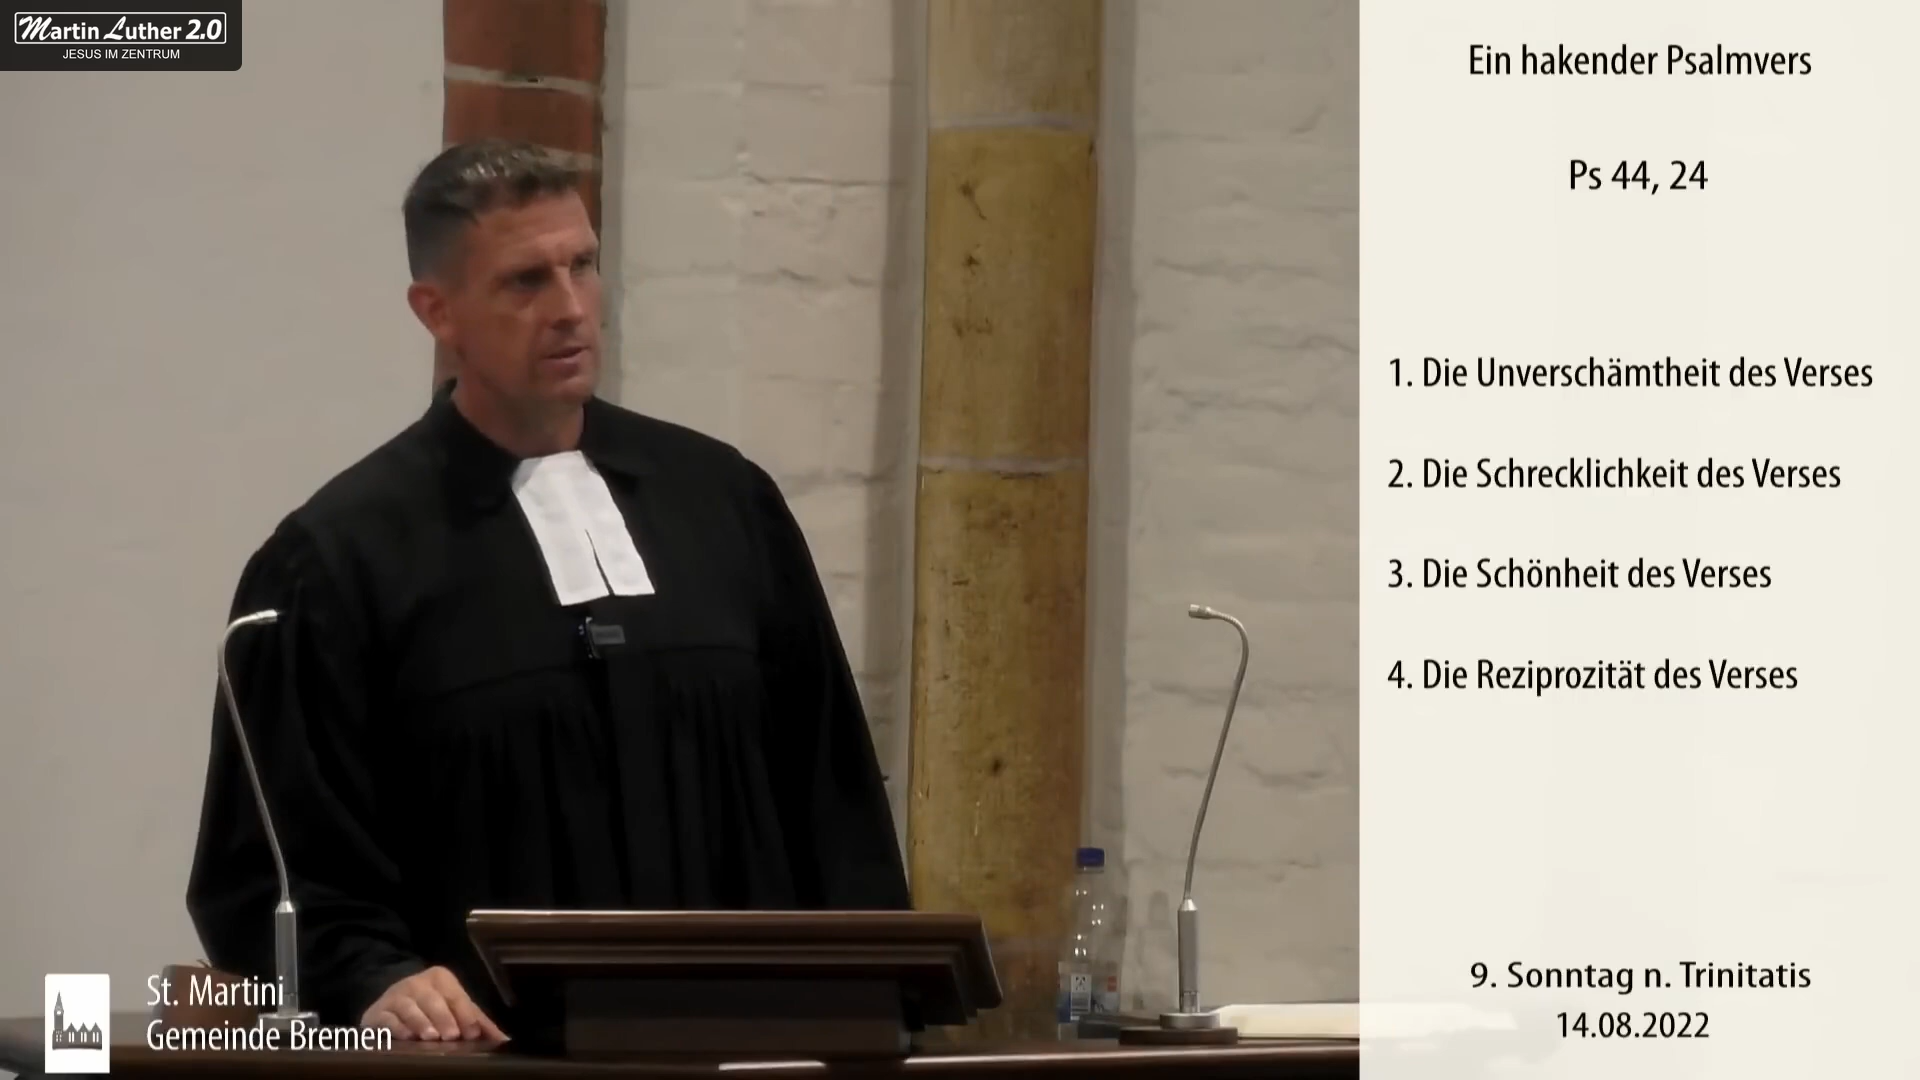 Martin Luther 2.0
JESUS IM ZENTRUM
Ein hakender Psalmvers
Ps 44, 24
1. Die Unverschämtheit des Verses
2. Die Schrecklichkeit des Verses
3. Die Schönheit des Verses
4. Die Reziprozität des Verses
9. Sonntag n. Trinitatis
14.08.2022
St. Martini
Gemeinde Bremen